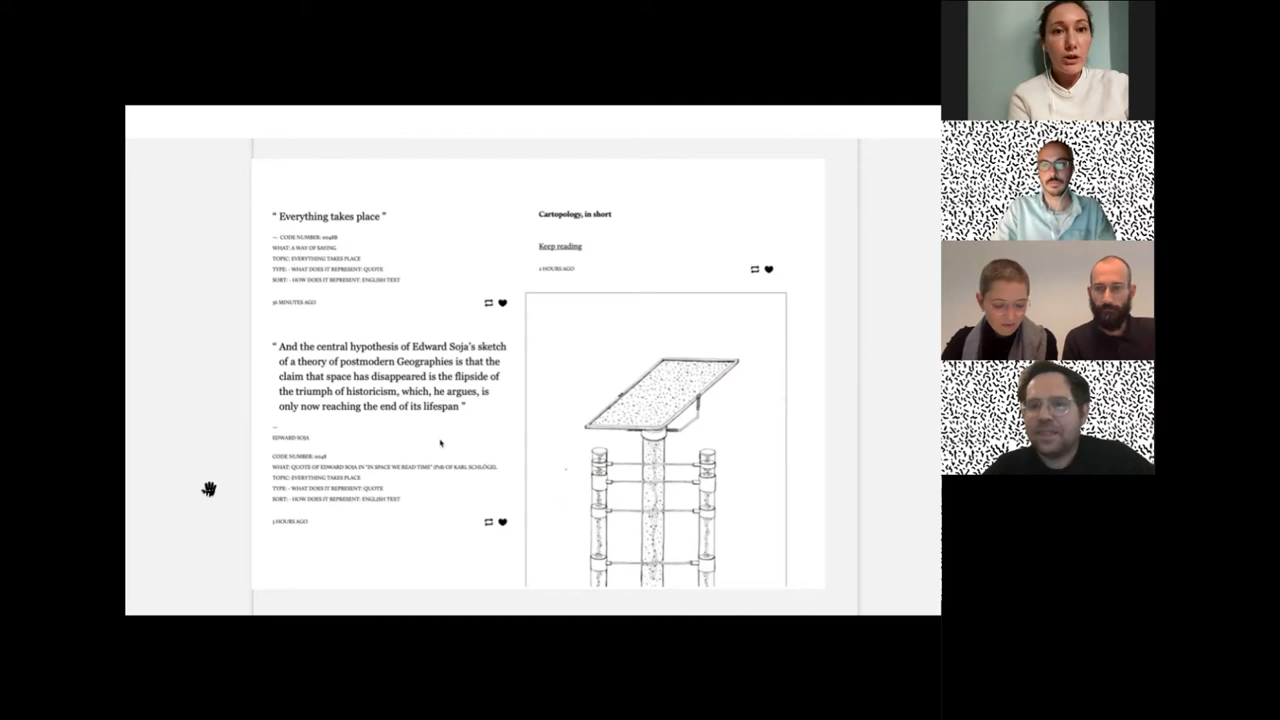 “ Everything takes place ”
— CODE NUMBER: 0048B
WHAT: A WAY OF SAYING
TOPIC: EVERYTHING TAKES PLACE
TYPE: - WHAT DOES IT REPRESENT: QUOTE
SORT: - HOW DOES IT REPRESENT: ENGLISH TEXT
56 MINUTES AGO
“ And the central hypothesis of Edward Soja's sketch
of a theory of postmodern Geographies is that the
claim that space has disappeared is the flipside of
the triumph of historicism, which, he argues, is
only now reaching the end of its lifespan ”
—
EDWARD SOJA
CODE NUMBER: 0048
WHAT: QUOTE OF EDWARD SOJA IN “IN SPACE WE READ TIME” OF KARL SCHLÖGEL
TOPIC: EVERYTHING TAKES PLACE
TYPE: - WHAT DOES IT REPRESENT: QUOTE
SORT: - HOW DOES IT REPRESENT: ENGLISH TEXT
3 HOURS AGO
Cartopology, in short
Keep reading
2 HOURS AGO